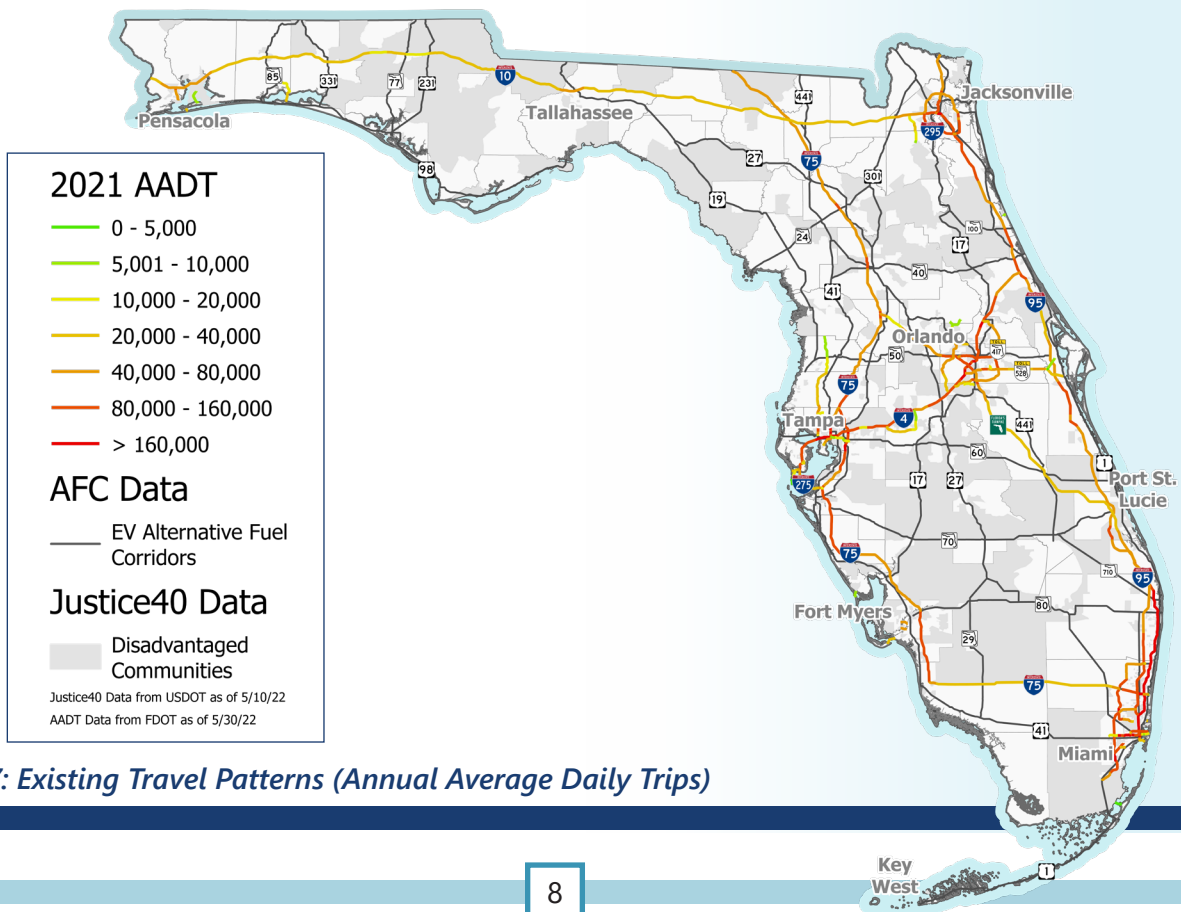 Pensacola
85
331
77
231
98
10
Tallahassee
441
27
19
75
24
41
301
Jacksonville
295
100
17
40
95
Orlando
50
417
528
75
Tampa
4
441
275
60
17
27
1
Port St.
Lucie
75
70
710
95
Fort Myers
80
29
75
41
Miami
Key
West
1
2021 AADT
0 - 5,000
5,001 - 10,000
10,000 - 20,000
20,000 - 40,000
40,000 - 80,000
80,000 - 160,000
> 160,000
AFC Data
EV Alternative Fuel
Corridors
Justice40 Data
Disadvantaged
Communities
Justice40 Data from USDOT as of 5/10/22
AADT Data from FDOT as of 5/30/22
: Existing Travel Patterns (Annual Average Daily Trips)
8